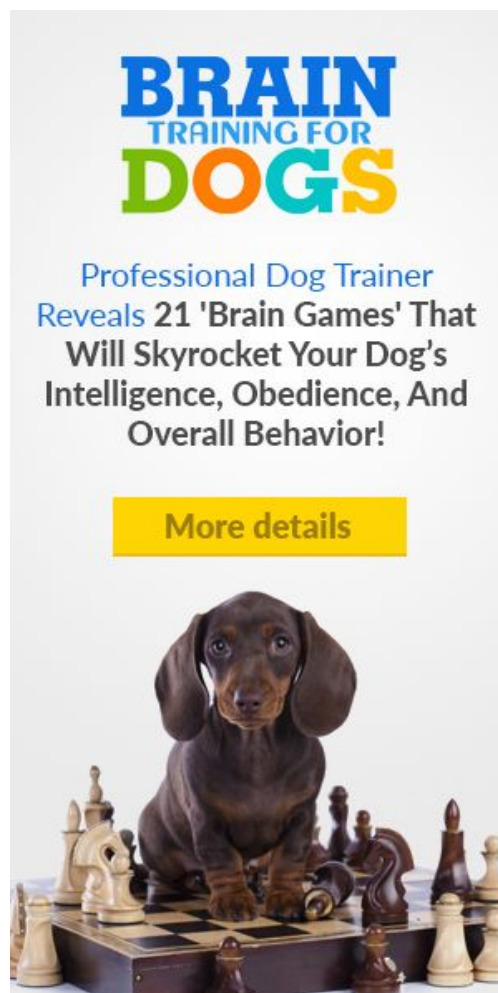 BRAIN
TRAINING FOR
DOGS
Professional Dog Trainer
Reveals 21 'Brain Games' That
Will Skyrocket Your Dog’s
Intelligence, Obedience, And
Overall Behavior!
More details